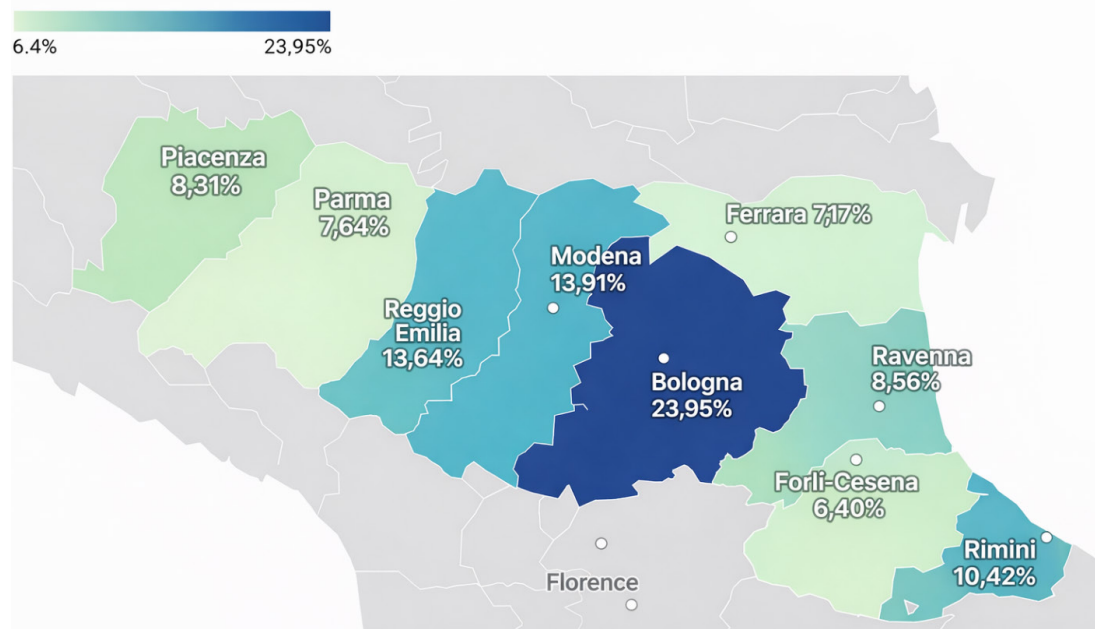 6.4%
23,95%
Piacenza
8,31%
Parma
7,64%
Ferrara 7,17%
Modena
13,91%
Reggio
Emilia
13,64%
Ravenna
8,56%
Bologna
23,95%
Forli-Cesena
6,40%
Rimini
10,42%
Florence